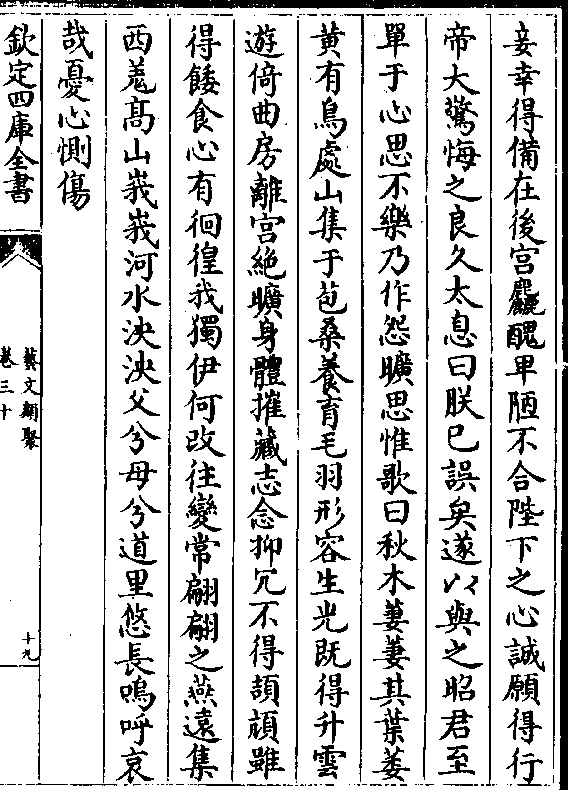 妾幸得備在後宫麤醜卑陋不合陛下之心誠願得行
帝大驚悔之良久太息曰朕巳誤矣遂以與之昭君至
單于心思不樂乃作怨曠思惟歌曰秋木萋萋其葉萎
黄有鳥處山集于苞桑養育毛羽形容生光既得升雲
遊倚曲房離宫絶曠身體摧藏志念抑冗不得頡頏雖
得餧食心有徊徨我獨伊何改往變常翩翩之燕遠集
西羌髙山峩峩河水泱泱父兮母兮道里悠長嗚呼哀
哉憂心惻傷
欽定四庫全書
藝文類聚
卷三十
十九